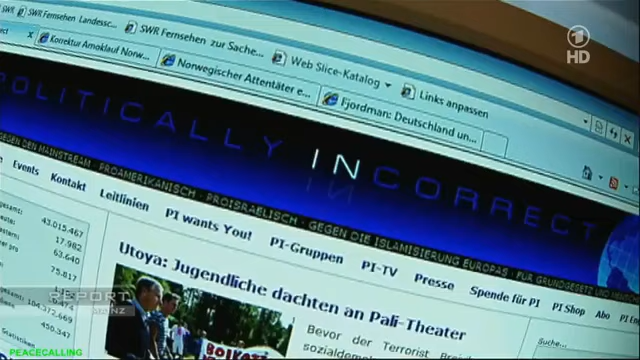 SWR Fernsehen Landessc...
SWR Fernsehen zur Sache...
Web Slice-Katalog
Links anpassen
Korrektur Amoklauf Norw...
Norwegischer Attentäter e...
Fjordman: Deutschland un...
1
HD
POLITICALLY INCORRECT
GEGEN DEN MAINSTREAM · PROAMERIKANISCH · PROISRAELISCH · GEGEN DIE ISLAMISIERUNG EUROPAS · FÜR GRUNDGESETZ UND
Events Kontakt Leitlinien PI wants You! PI-Gruppen PI-TV Presse Spende für PI PI Shop Abo
43.015.467
17.982
63.640
75.817
450.347
Statistiken
Utoya: Jugendliche dachten an Pali-Theater
Bevor der Terrorist
Suche...
REPORT
MAINZ
PEACECALLING